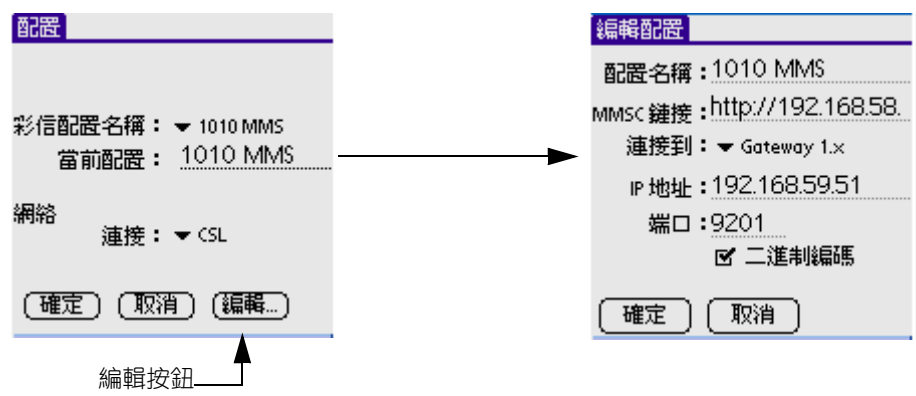 配置
彩信配置名稱： 1010 MMS
當前配置： 1010 MMS
網絡
連接： CSL
確定 取消 編輯...
編輯按鈕
編輯配置
配置名稱：1010 MMS
MMSC 鏈接：http://192.168.58.
連接到： Gateway 1.x
IP 地址：192.168.59.51
端口：9201
二進制編碼
確定 取消